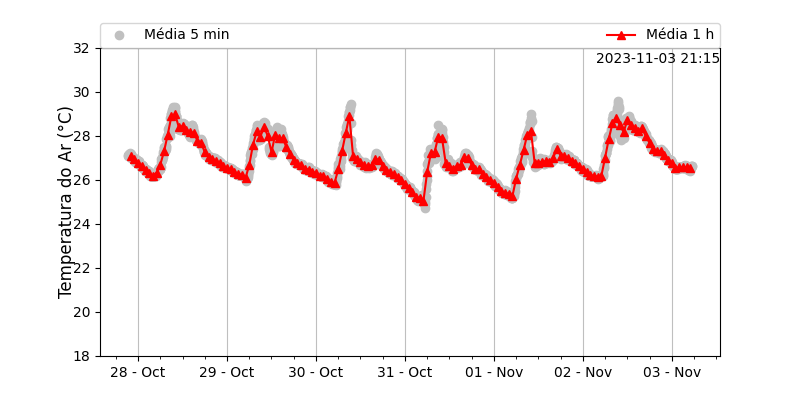 Média 5 min
Média 1 h
2023-11-03 21:15
Temperatura do Ar (°C)
32
30
28
26
24
22
20
18
28 - Oct
29 - Oct
30 - Oct
31 - Oct
01 - Nov
02 - Nov
03 - Nov